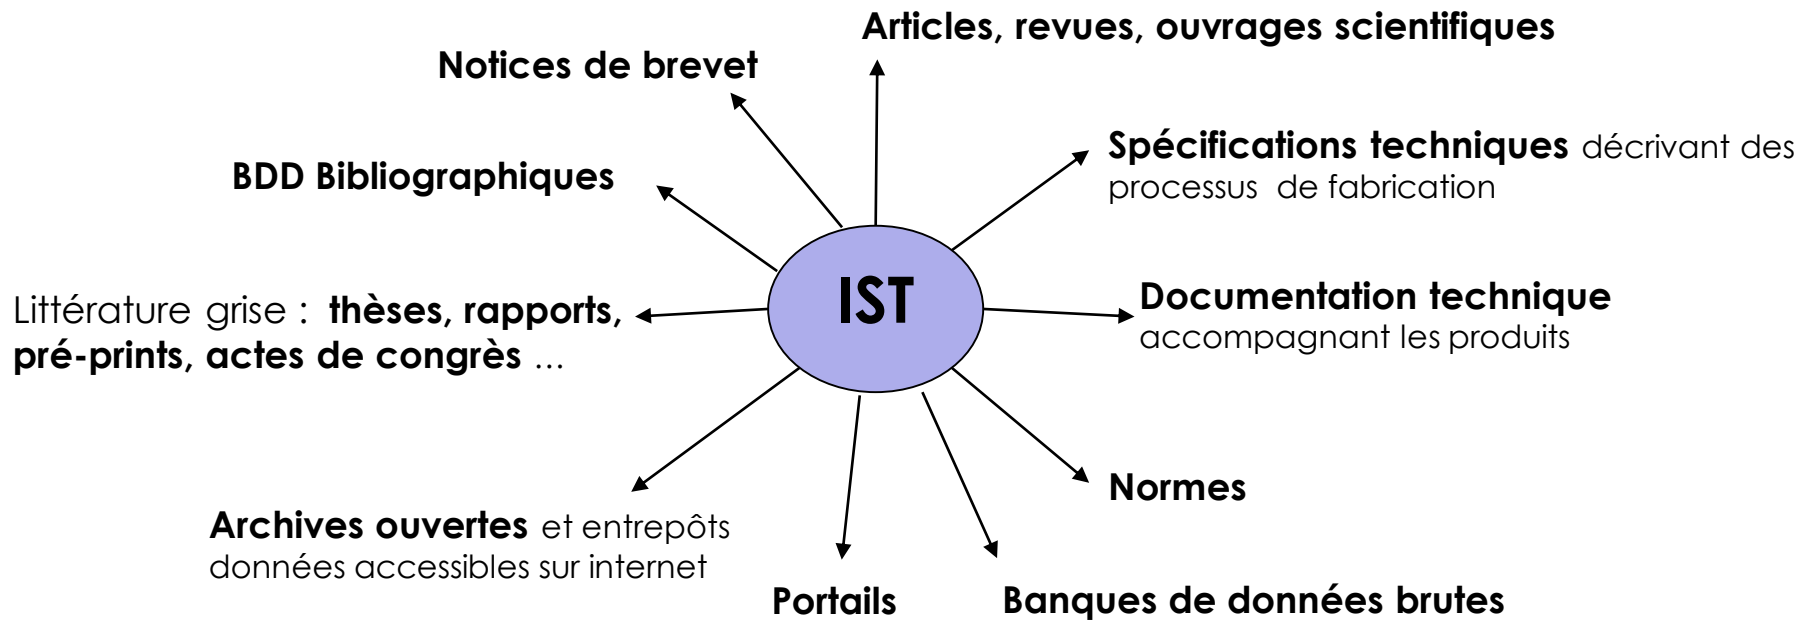 Articles, revues, ouvrages scientifiques
Notices de brevet
Spécifications techniques décrivant des
processus de fabrication
BDD Bibliographiques
IST
Littérature grise : thèses, rapports,
pré-prints, actes de congrès ...
Documentation technique
accompagnant les produits
Normes
Archives ouvertes et entrepôts
données accessibles sur internet
Portails
Banques de données brutes